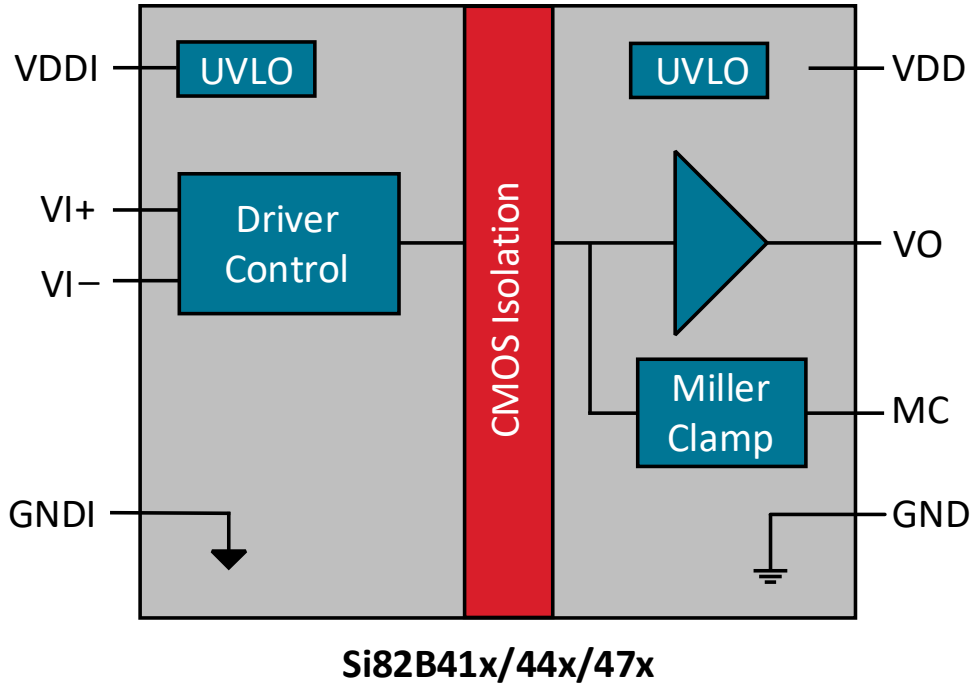 VDDI
UVLO
UVLO
VDD
VI+
VI−
Driver
Control
CMOS Isolation
VO
Miller
Clamp
MC
GNDI
GND
Si82B41x/44x/47x